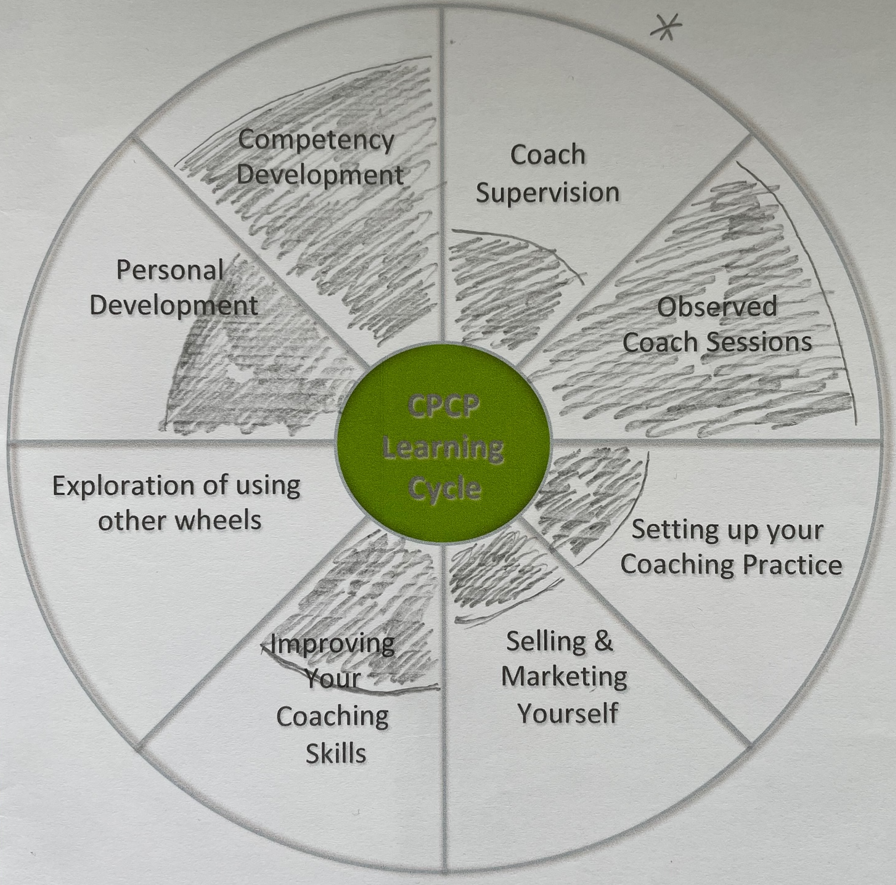 Competency
Development
Coach
Supervision
Observed
Coach Sessions
Setting up your
Coaching Practice
Selling &
Marketing
Yourself
Improving
Your
Coaching
Skills
Exploration of using
other wheels
Personal
Development
CPCP
Learning
Cycle